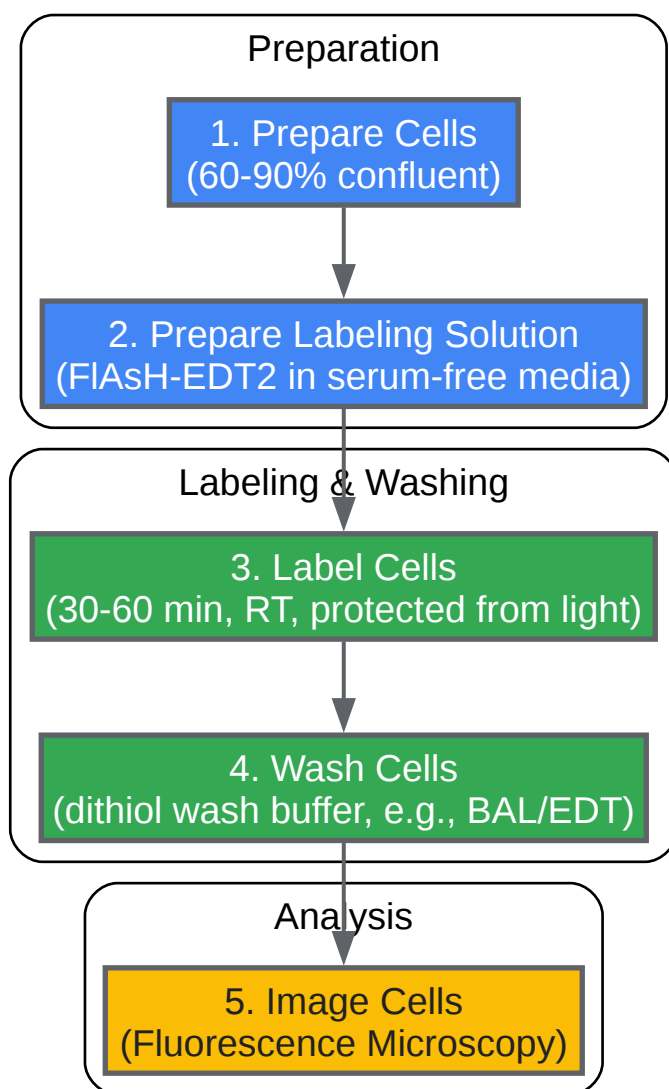 Preparation
1. Prepare Cells
(60-90% confluent)
2. Prepare Labeling Solution
(FlAsH-EDT2 in serum-free media)
Labeling & Washing
3. Label Cells
(30-60 min, RT, protected from light)
4. Wash Cells
(dithiol wash buffer, e.g., BAL/EDT)
Analysis
5. Image Cells
(Fluorescence Microscopy)